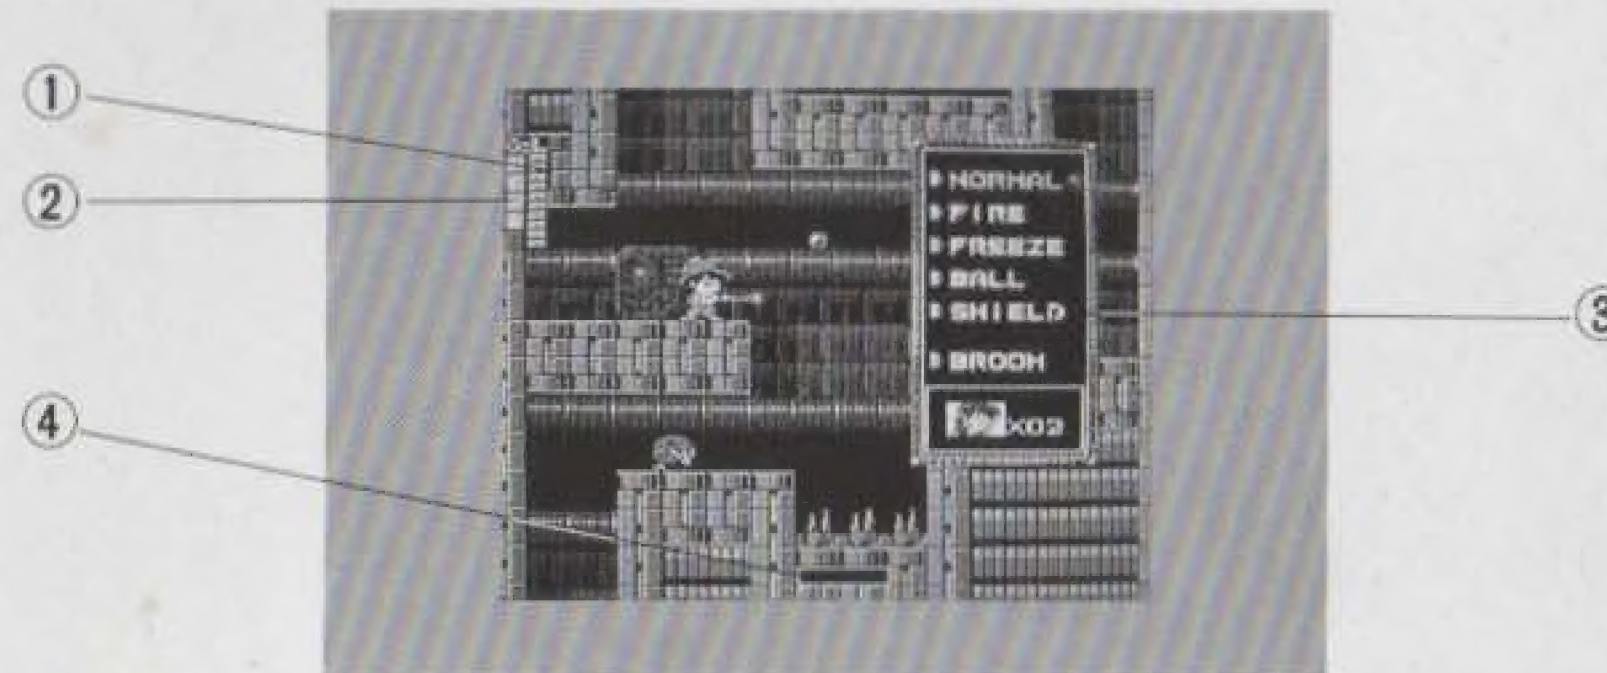 ①
②
③
④
NORMAL
FIRE
FREEZE
BALL
SHIELD
BROOM
X02